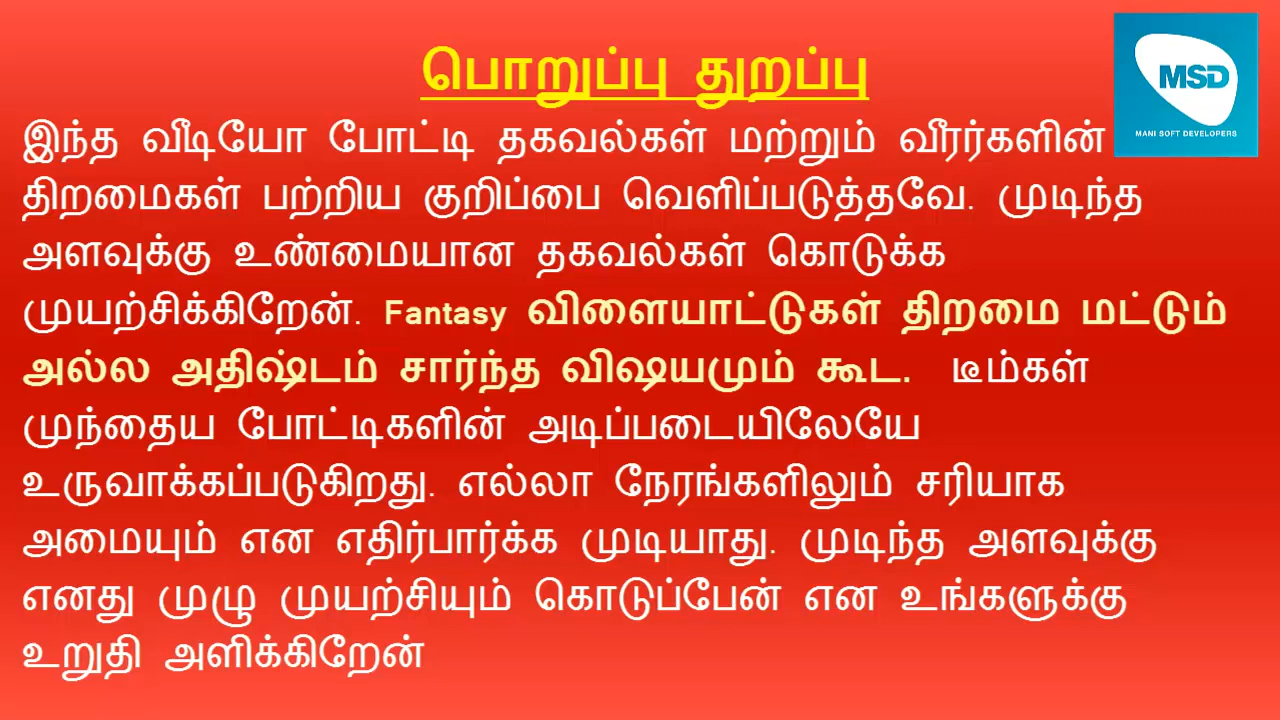 பொறுப்பு துறப்பு
MSD
MANI SOFT DEVELOPERS
இந்த வீடியோ போட்டி தகவல்கள் மற்றும் வீரர்களின்
திறமைகள் பற்றிய குறிப்பை வெளிப்படுத்தவே. முடிந்த
அளவுக்கு உண்மையான தகவல்கள் கொடுக்க
முயற்சிக்கிறேன். Fantasy விளையாட்டுகள் திறமை மட்டும்
அல்ல அதிஷ்டம் சார்ந்த விஷயமும் கூட. டீம்கள்
முந்தைய போட்டிகளின் அடிப்படையிலேயே
உருவாக்கப்படுகிறது. எல்லா நேரங்களிலும் சரியாக
அமையும் என எதிர்பார்க்க முடியாது. முடிந்த அளவுக்கு
எனது முழு முயற்சியும் கொடுப்பேன் என உங்களுக்கு
உறுதி அளிக்கிறேன்